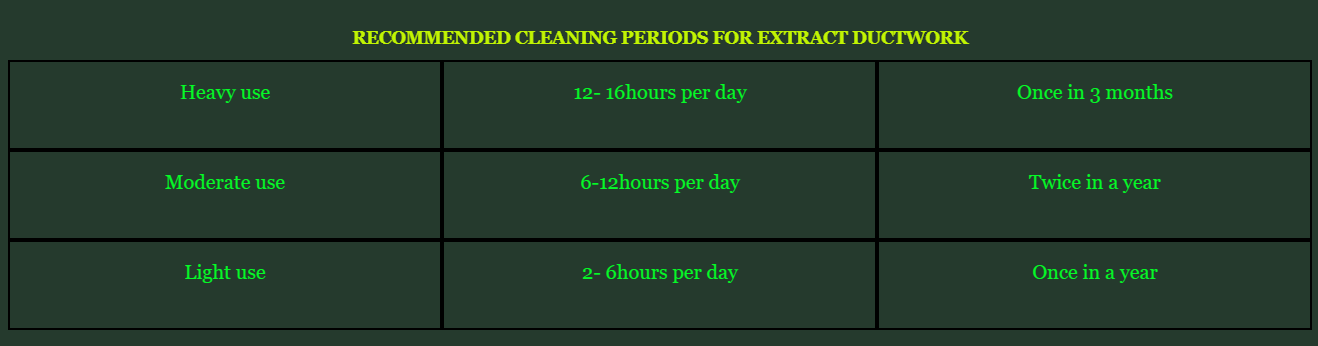 RECOMMENDED CLEANING PERIODS FOR EXTRACT DUCTWORK
Heavy use 12- 16hours per day Once in 3 months
Moderate use 6-12hours per day Twice in a year
Light use 2- 6hours per day Once in a year